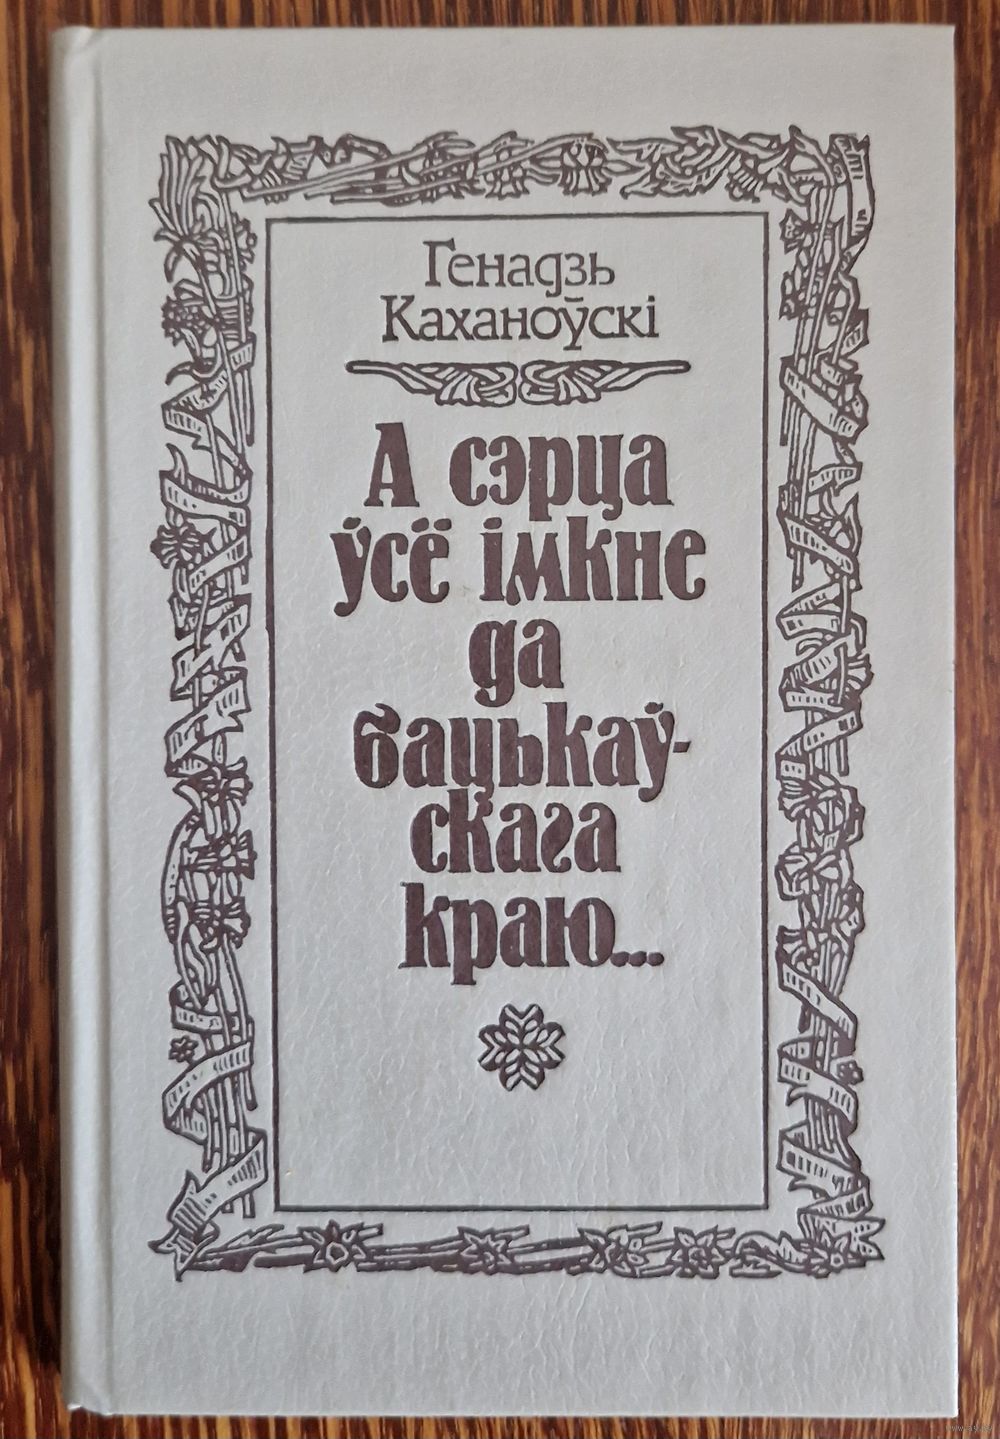 Генадзь
Каханоўскі
А сэрца
ўсё імкне
да
бацькаў-
скага
краю...